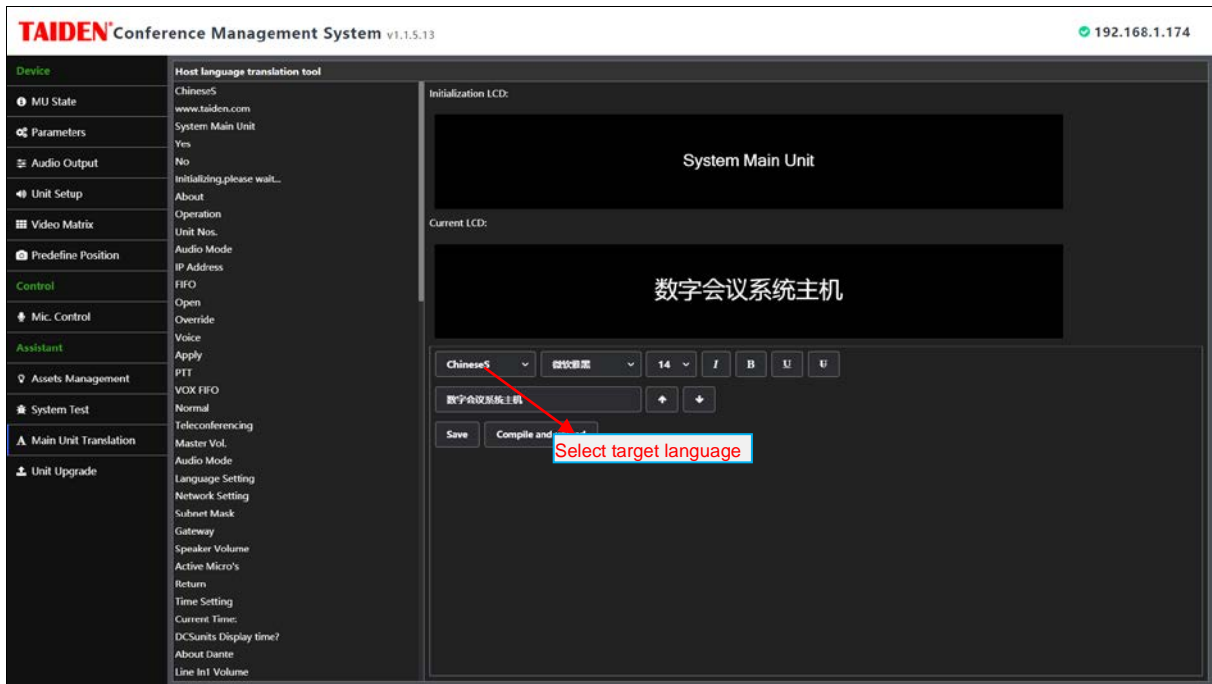 TAIDEN Conference Management System v1.1.5.13
192.168.1.174
Device
MU State
Parameters
Audio Output
Unit Setup
Video Matrix
Predefine Position
Control
Mic. Control
Assistant
Assets Management
System Test
Main Unit Translation
Unit Upgrade
Host language translation tool
ChineseS
www.taiden.com
System Main Unit
Yes
No
Initializing,please wait...
About
Operation
Unit Nos.
Audio Mode
IP Address
FIFO
Open
Override
Voice
Apply
PTT
VOX FIFO
Normal
Teleconferencing
Master Vol.
Audio Mode
Language Setting
Network Setting
Subnet Mask
Gateway
Speaker Volume
Active Micro's
Return
Time Setting
Current Time:
DCSunits Display time?
About Dante
Line In1 Volume
Initialization LCD:
System Main Unit
Current LCD:
数字会议系统主机
ChineseS 微软雅黑 14 I B U U
数字会议系统主机
Save Compile and
Select target language